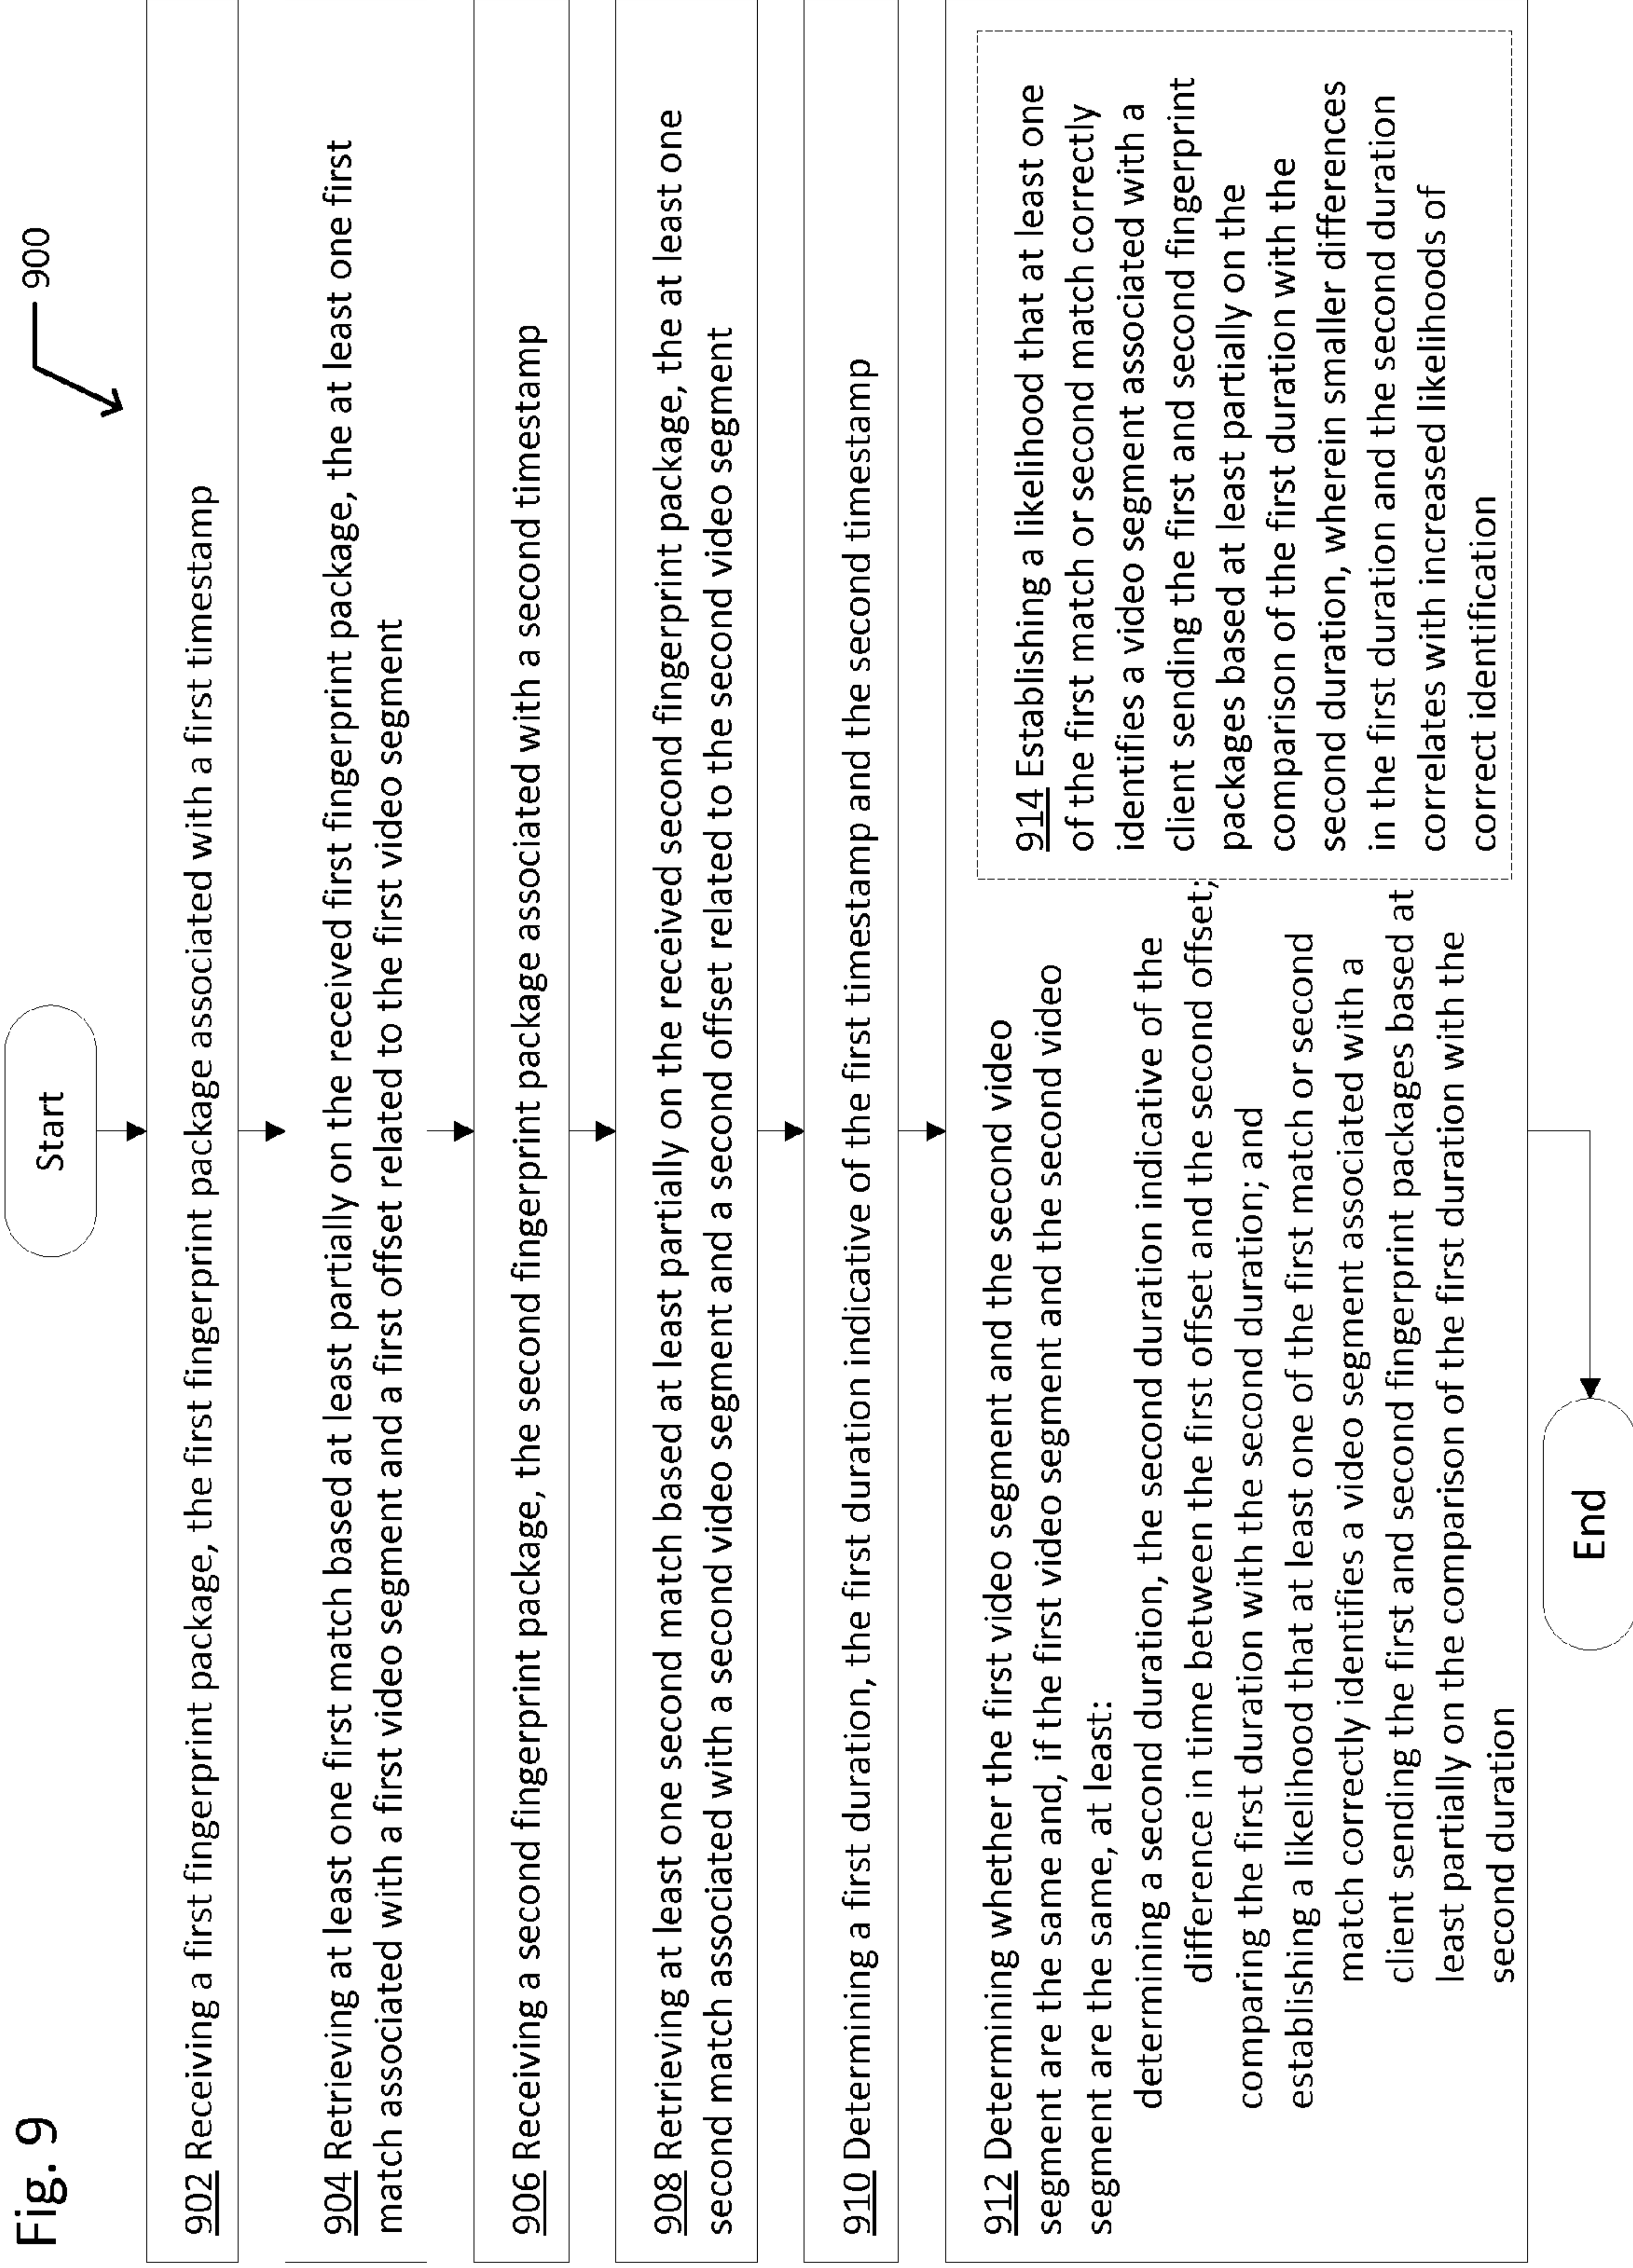 Fig. 9
900
Start
902 Receiving a first fingerprint package, the first fingerprint package associated with a first timestamp
904 Retrieving at least one first match based at least partially on the received first fingerprint package, the at least one first
match associated with a first video segment and a first offset related to the first video segment
906 Receiving a second fingerprint package, the second fingerprint package associated with a second timestamp
908 Retrieving at least one second match based at least partially on the received second fingerprint package, the at least one
second match associated with a second video segment and a second offset related to the second video segment
910 Determining a first duration, the first duration indicative of the first timestamp and the second timestamp
912 Determining whether the first video segment and the second video
segment are the same and, if the first video segment and the second video
segment are the same, at least:
determining a second duration, the second duration indicative of the
difference in time between the first offset and the second offset;
comparing the first duration with the second duration; and
establishing a likelihood that at least one of the first match or second
match correctly identifies a video segment associated with a
client sending the first and second fingerprint packages based at
least partially on the comparison of the first duration with the
second duration
914 Establishing a likelihood that at least one
of the first match or second match correctly
identifies a video segment associated with a
client sending the first and second fingerprint
packages based at least partially on the
comparison of the first duration with the
second duration, wherein smaller differences
in the first duration and the second duration
correlates with increased likelihoods of
correct identification
End